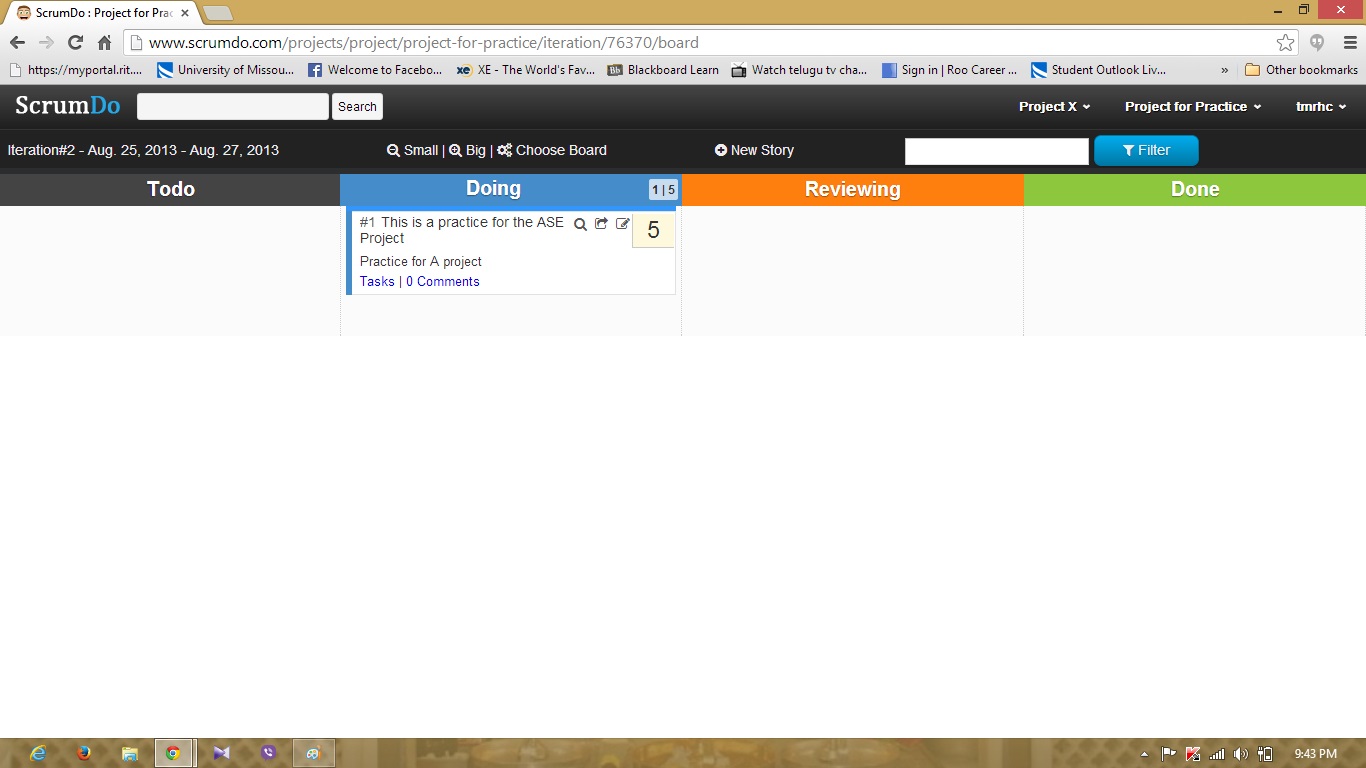 ScrumDo : Project for Prac
www.scrumdo.com/projects/project/project-for-practice/iteration/76370/board
https://myportal.rit.... University of Missou... Welcome to Facebo... XE - The World's Fav... Bb Blackboard Learn Watch telugu tv cha... Sign in | Roo Career ... Student Outlook Liv... » Other bookmarks
ScrumDo Search Project X Project for Practice tmrhc
Iteration#2 - Aug. 25, 2013 - Aug. 27, 2013 Small | Big | Choose Board New Story Filter
Todo Doing 1 | 5 Reviewing Done
#1 This is a practice for the ASE 5
Project
Practice for A project
Tasks | 0 Comments
9:43 PM